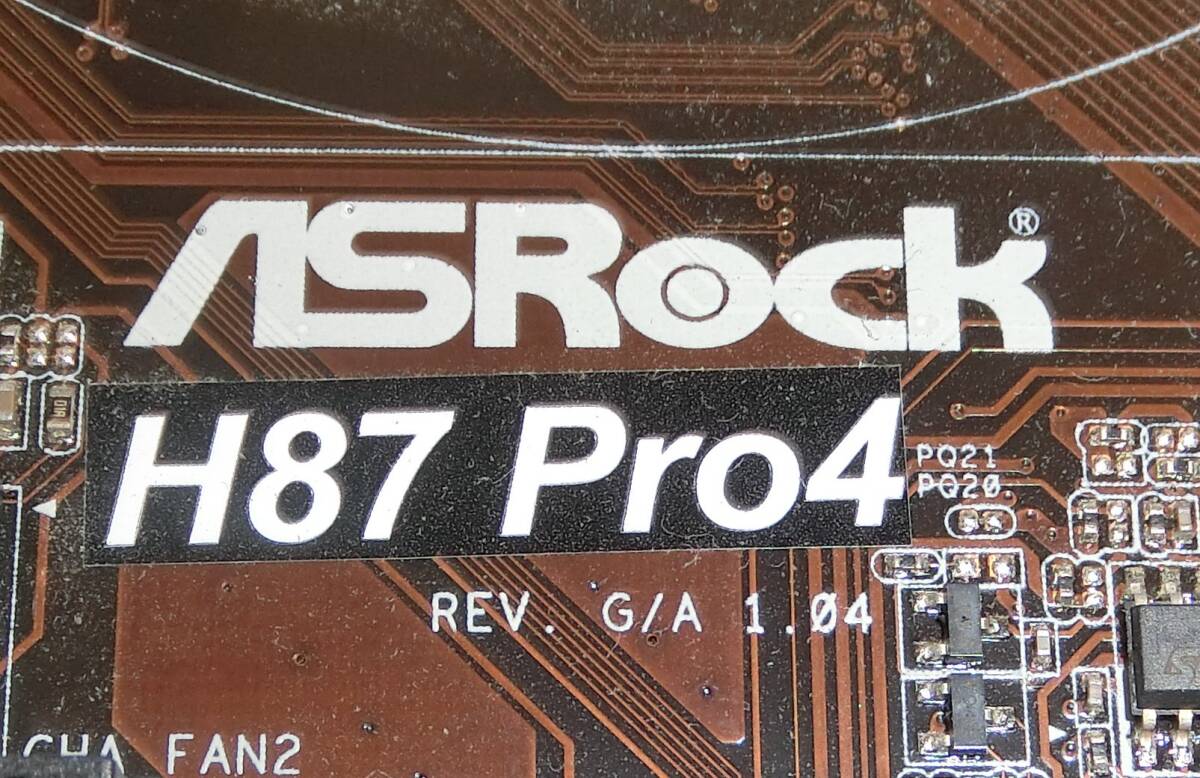 ASRock®
H87 Pro4
PQ21
PQ20
REV. G/A 1.04
CHA FAN2